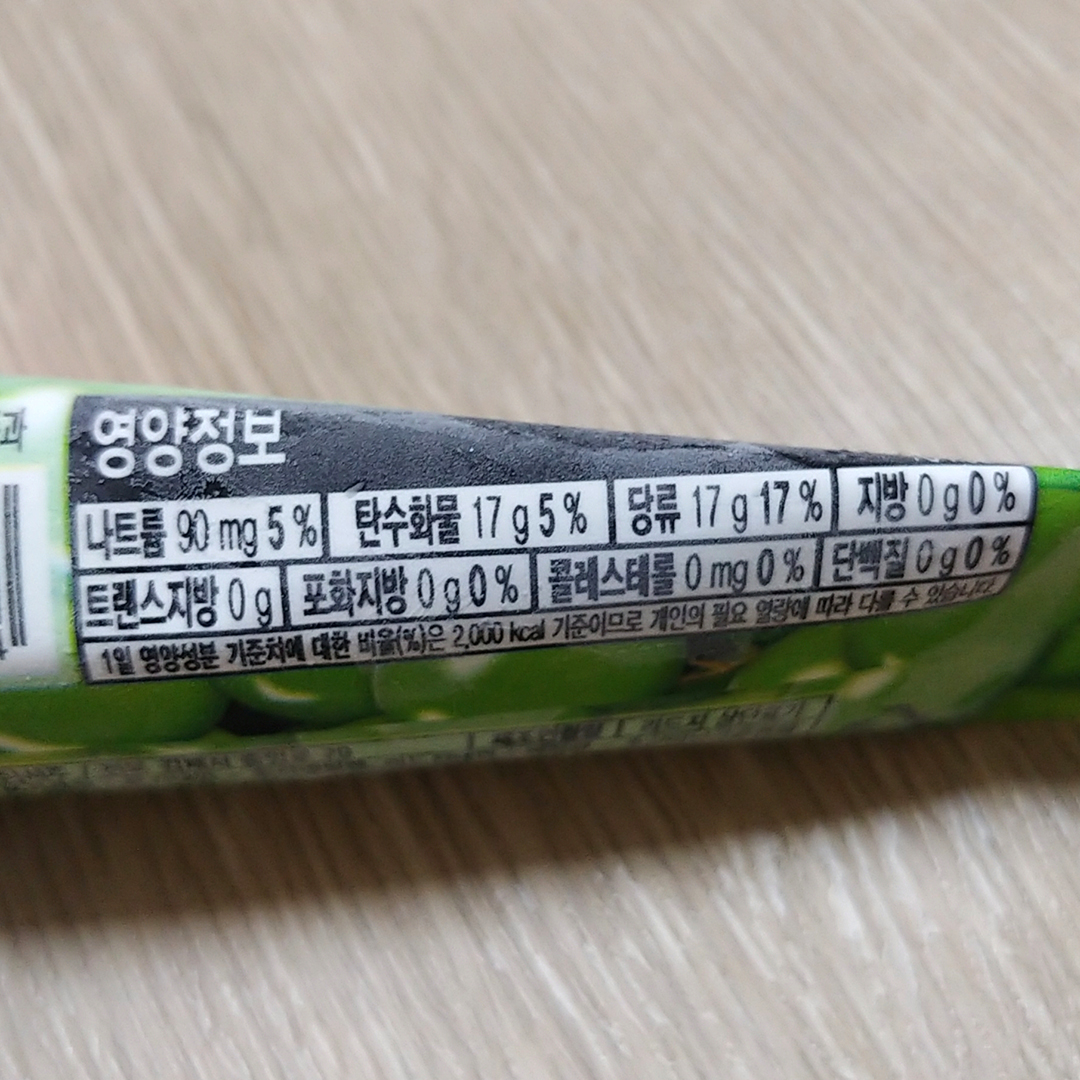 과
영양정보
나트륨 90 mg 5 % 탄수화물 17 g 5 % 당류 17 g 17 % 지방 0 g 0 %
트랜스지방 0 g 포화지방 0 g 0 % 콜레스테롤 0 mg 0 % 단백질 0 g 0 %
1일 영양성분 기준치에 대한 비율(%)은 2,000 kcal 기준이므로 개인의 필요 열량에 따라 다를 수 있습니다.